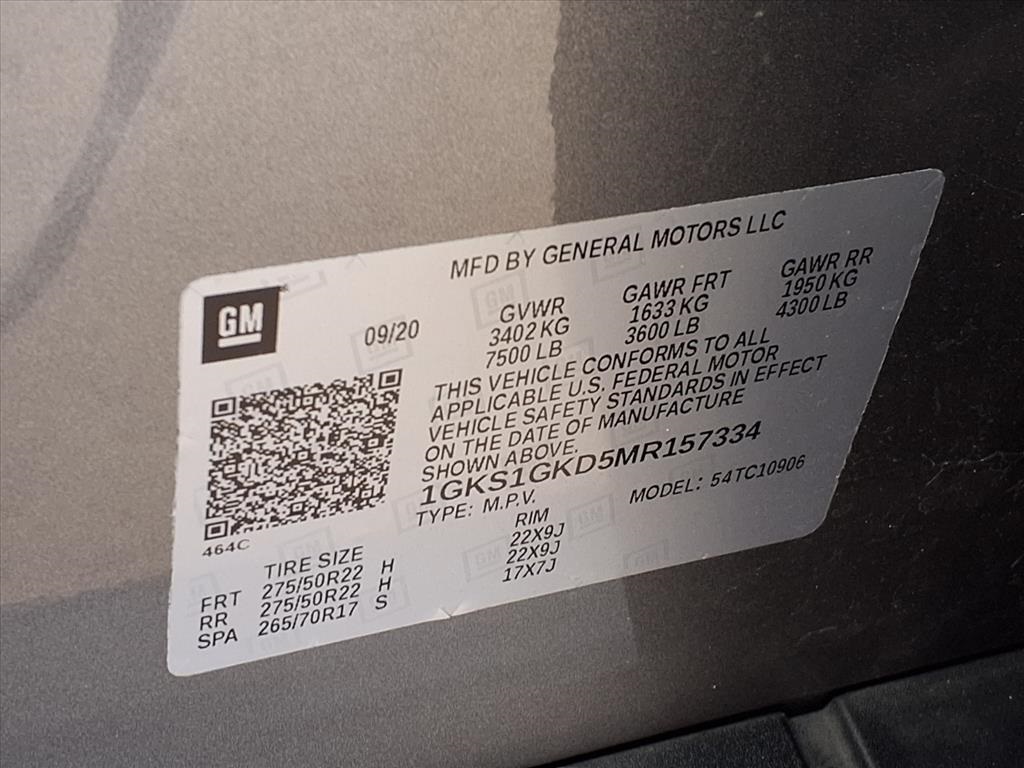 MFD BY GENERAL MOTORS LLC
GM
09/20
GVWR GAWR FRT GAWR RR
3402 KG 1633 KG 1950 KG
7500 LB 3600 LB 4300 LB
THIS VEHICLE CONFORMS TO ALL
APPLICABLE U.S. FEDERAL MOTOR
VEHICLE SAFETY STANDARDS IN EFFECT
ON THE DATE OF MANUFACTURE
SHOWN ABOVE.
1GKS1GKD5MR157334
TYPE: M.P.V. MODEL: 54TC10906
464C
TIRE SIZE RIM
FRT 275/50R22 H 22X9J
RR 275/50R22 H 22X9J
SPA 265/70R17 S 17X7J